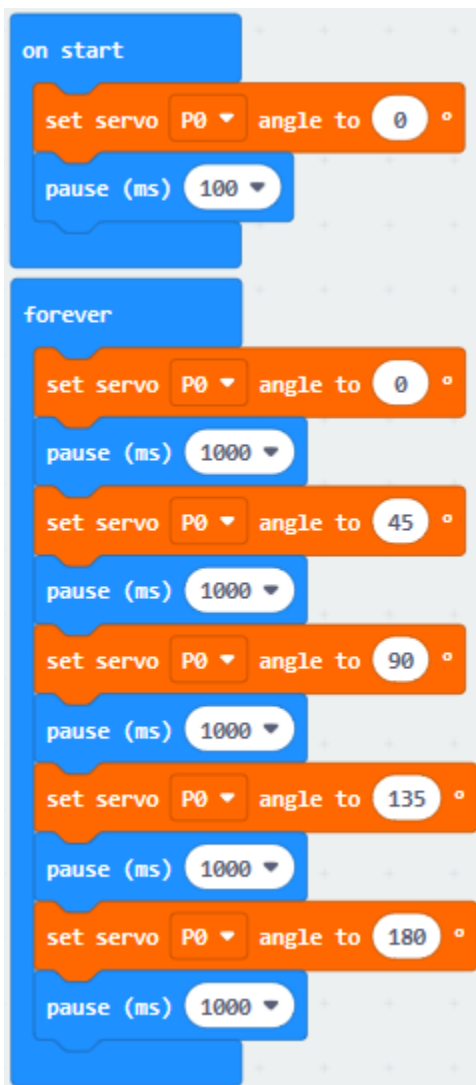 on start
set servo P0 angle to 0 °
pause (ms) 100
forever
set servo P0 angle to 0 °
pause (ms) 1000
set servo P0 angle to 45 °
pause (ms) 1000
set servo P0 angle to 90 °
pause (ms) 1000
set servo P0 angle to 135 °
pause (ms) 1000
set servo P0 angle to 180 °
pause (ms) 1000